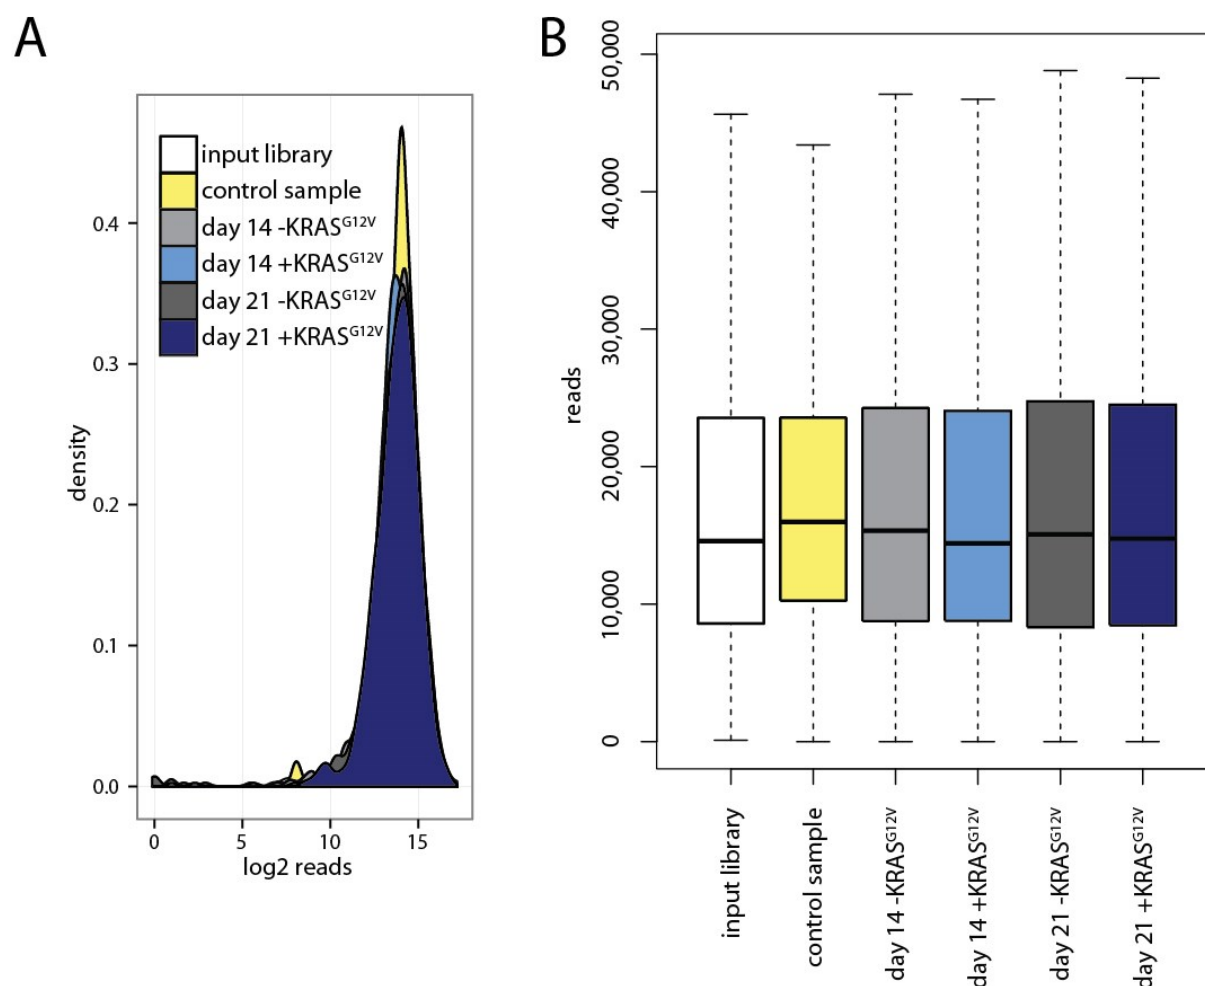 A
input library
control sample
day 14 -KRASG12V
day 14 +KRASG12V
day 21 -KRASG12V
day 21 +KRASG12V
0.4
0.3
0.2
0.1
0.0
density
0
5
10
15
log2 reads
B
50,000
40,000
30,000
20,000
10,000
0
reads
input library
control sample
day 14 -KRASG12V
day 14 +KRASG12V
day 21 -KRASG12V
day 21 +KRASG12V